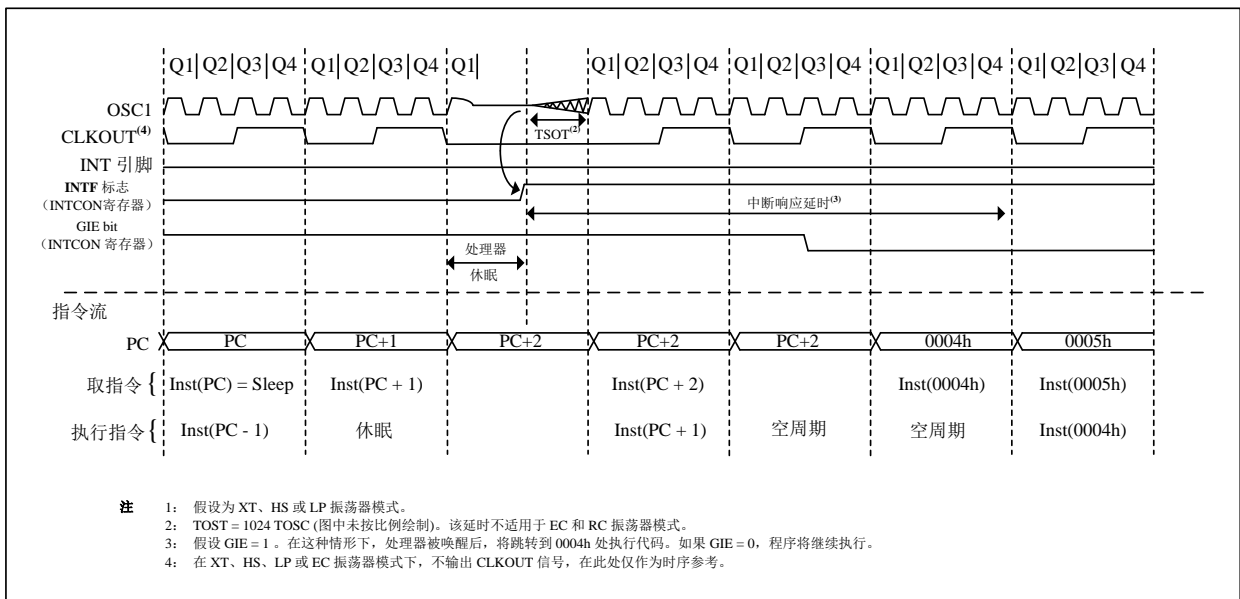 Q1| Q2|Q3|Q4 Q1|Q2|Q3|Q4 Q1| Q1|Q2|Q3|Q4 Q1|Q2|Q3|Q4 Q1|Q2|Q3|Q4 Q1|Q2|Q3|Q4
OSC1
TSOT(2)
CLKOUT(4)
INT 引脚
INTF 标志
(INTCON寄存器)
中断响应延时(3)
GIE bit
(INTCON 寄存器)
处理器
休眠
指令流
PC PC PC+1 PC+2 PC+2 PC+2 0004h 0005h
取指令 { Inst(PC) = Sleep Inst(PC + 1) Inst(PC + 2) Inst(0004h) Inst(0005h)
执行指令 { Inst(PC - 1) 休眠 Inst(PC + 1) 空周期 空周期 Inst(0004h)
注 1: 假设为 XT、HS 或 LP 振荡器模式。
2: TOST = 1024 TOSC (图中未按比例绘制)。该延时不适用于 EC 和 RC 振荡器模式。
3: 假设 GIE = 1 。在这种情形下，处理器被唤醒后，将跳转到 0004h 处执行代码。如果 GIE = 0，程序将继续执行。
4: 在 XT、HS、LP 或 EC 振荡器模式下，不输出 CLKOUT 信号，在此处仅作为时序参考。